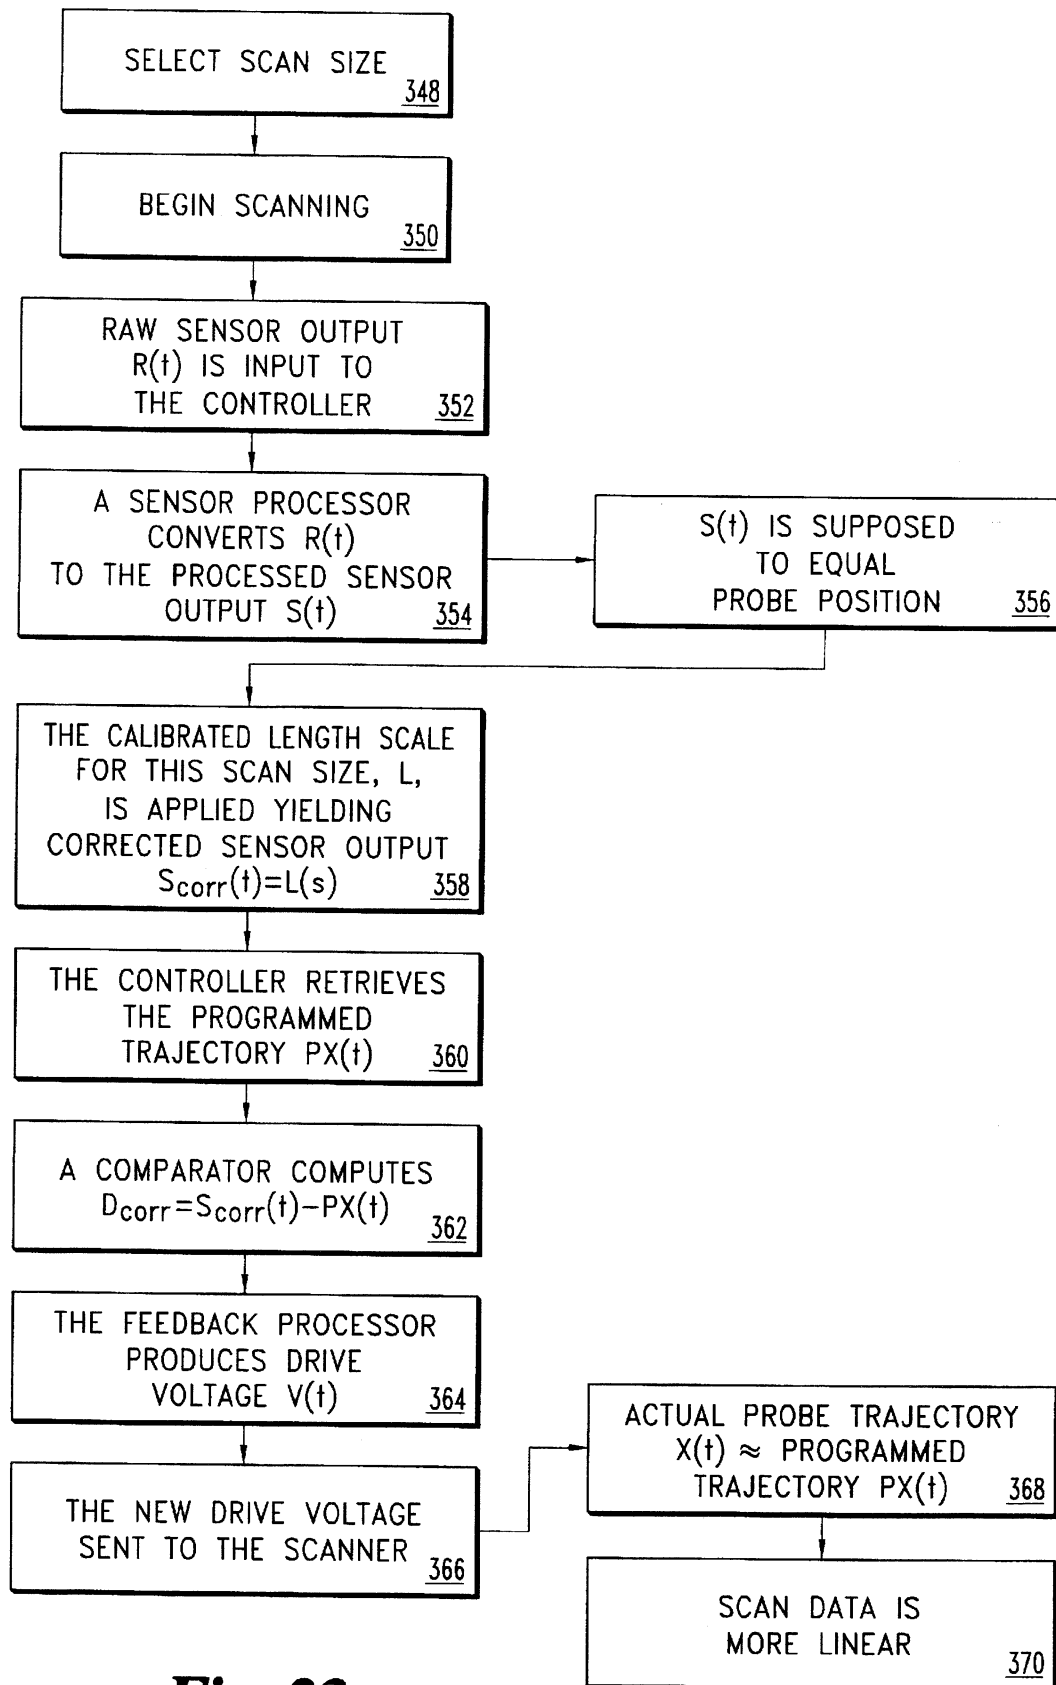 SELECT SCAN SIZE
348
BEGIN SCANNING
350
RAW SENSOR OUTPUT
R(t) IS INPUT TO
THE CONTROLLER 352
A SENSOR PROCESSOR
CONVERTS R(t)
TO THE PROCESSED SENSOR
OUTPUT S(t) 354
S(t) IS SUPPOSED
TO EQUAL
PROBE POSITION 356
THE CALIBRATED LENGTH SCALE
FOR THIS SCAN SIZE, L,
IS APPLIED YIELDING
CORRECTED SENSOR OUTPUT
Scorr(t)=L(s) 358
THE CONTROLLER RETRIEVES
THE PROGRAMMED
TRAJECTORY PX(t) 360
A COMPARATOR COMPUTES
Dcorr=Scorr(t)-PX(t)
362
THE FEEDBACK PROCESSOR
PRODUCES DRIVE
VOLTAGE V(t) 364
THE NEW DRIVE VOLTAGE
SENT TO THE SCANNER 366
ACTUAL PROBE TRAJECTORY
X(t) ≈ PROGRAMMED
TRAJECTORY PX(t) 368
SCAN DATA IS
MORE LINEAR
370